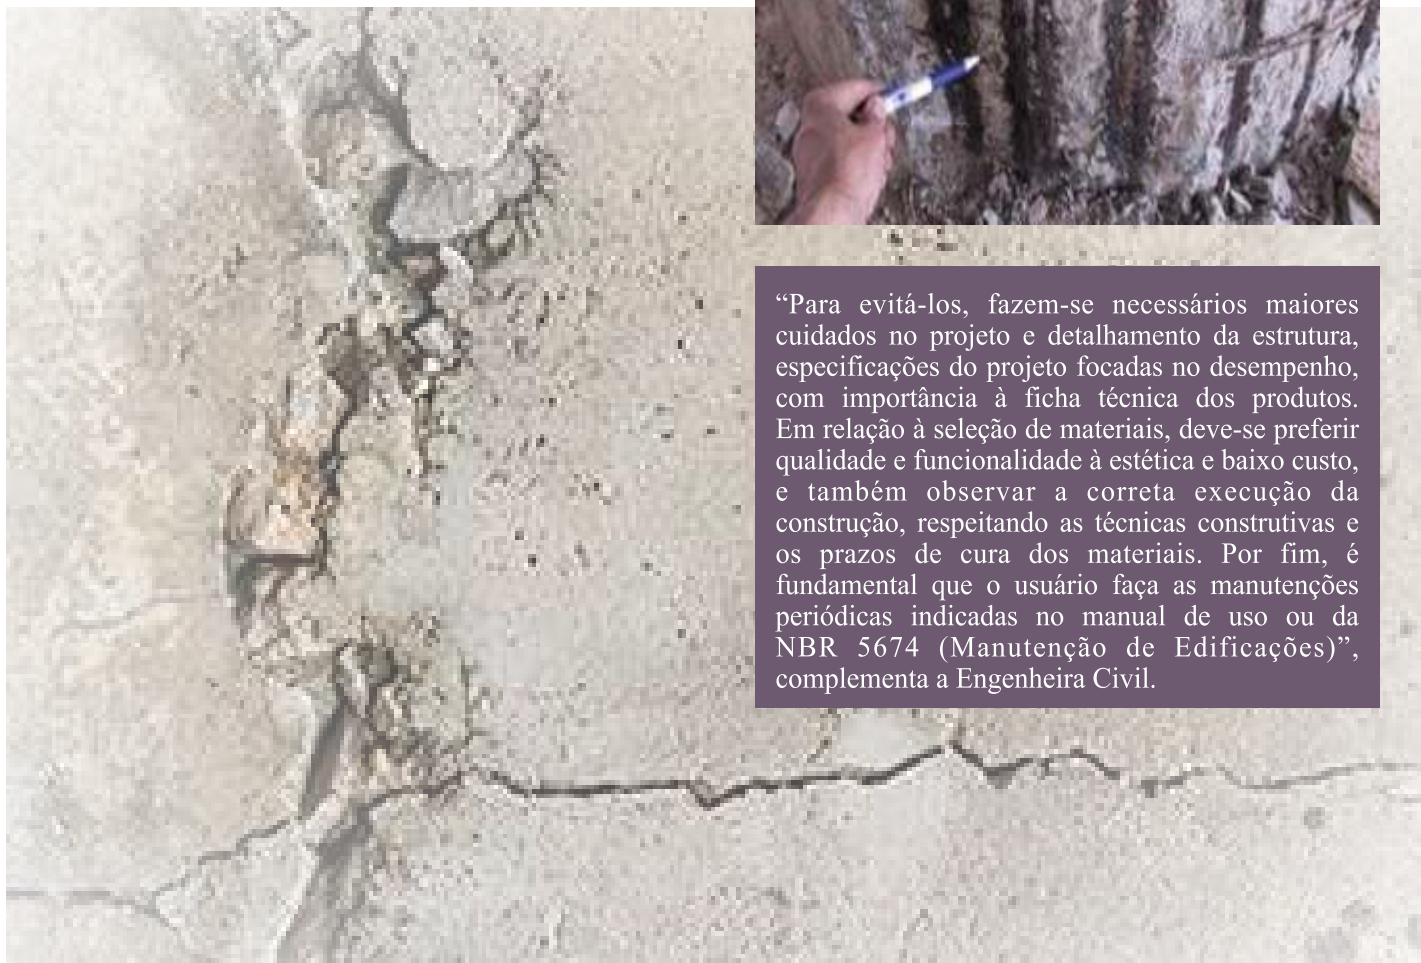 “Para evitá-los, fazem-se necessários maiores
cuidados no projeto e detalhamento da estrutura,
especificações do projeto focadas no desempenho,
com importância à ficha técnica dos produtos.
Em relação à seleção de materiais, deve-se preferir
qualidade e funcionalidade à estética e baixo custo,
e também observar a correta execução da
construção, respeitando as técnicas construtivas e
os prazos de cura dos materiais. Por fim, é
fundamental que o usuário faça as manutenções
periódicas indicadas no manual de uso ou da
NBR 5674 (Manutenção de Edificações)”,
complementa a Engenheira Civil.